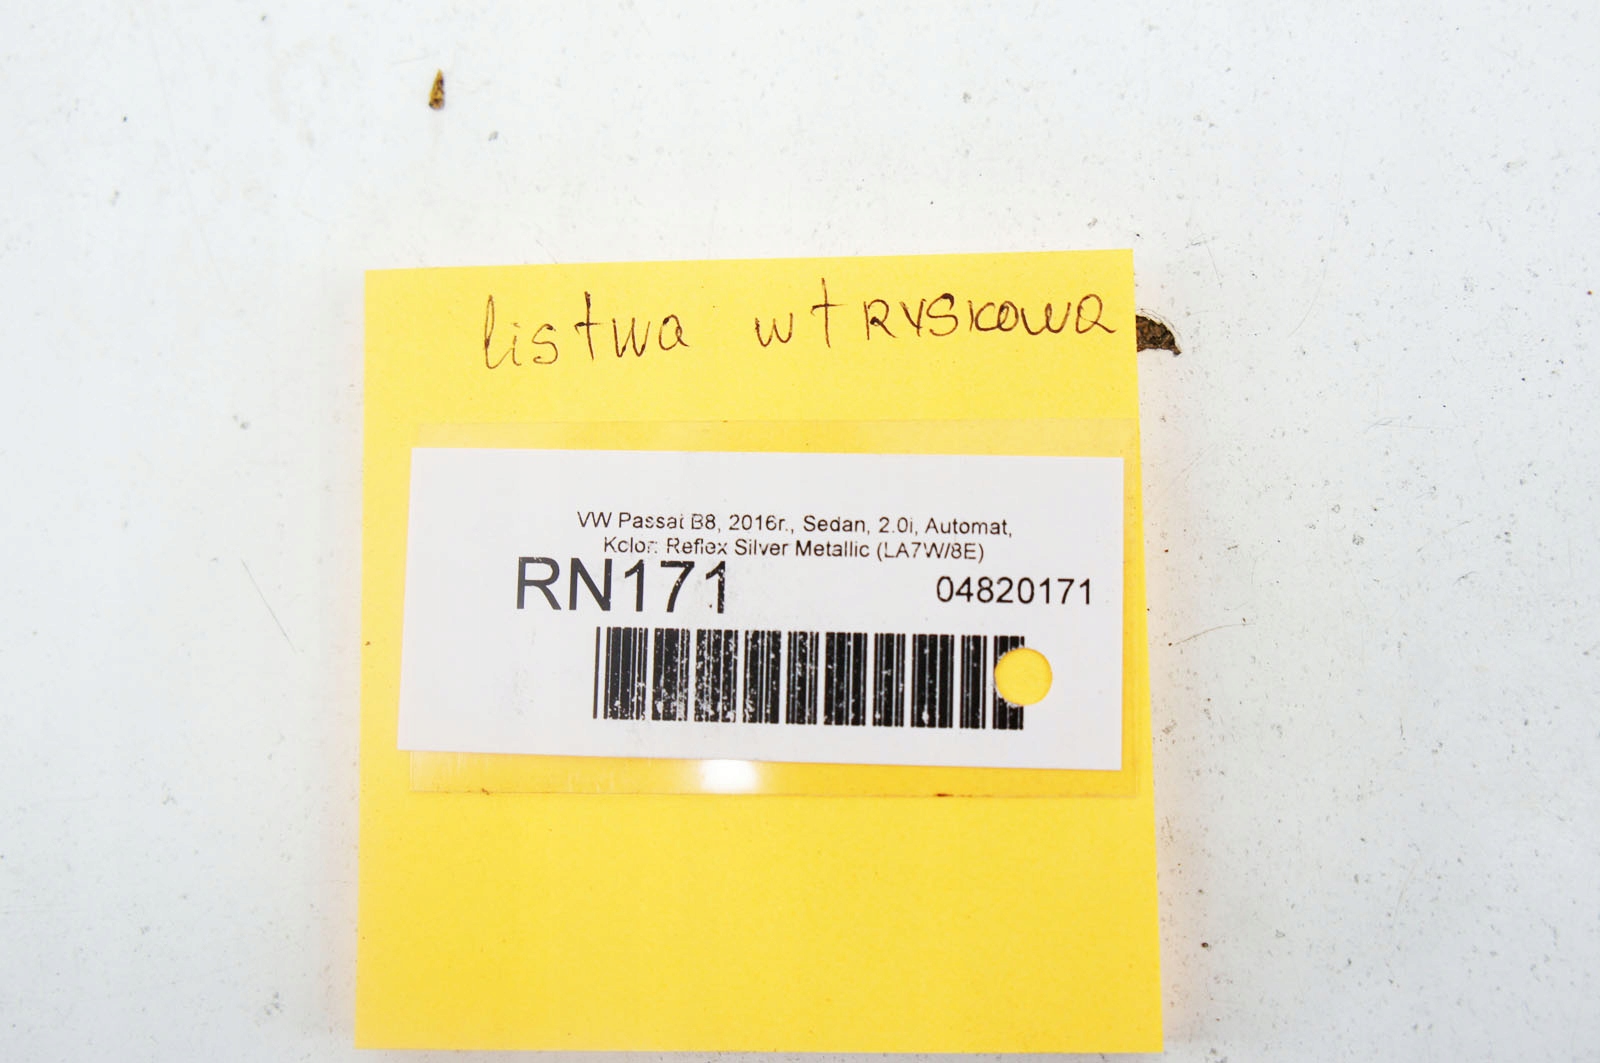 listwa wtRYSKOWA
VW Passat B8, 2016r., Sedan, 2.0i, Automat,
Kolor: Reflex Silver Metallic (LA7W/8E)
RN171
04820171